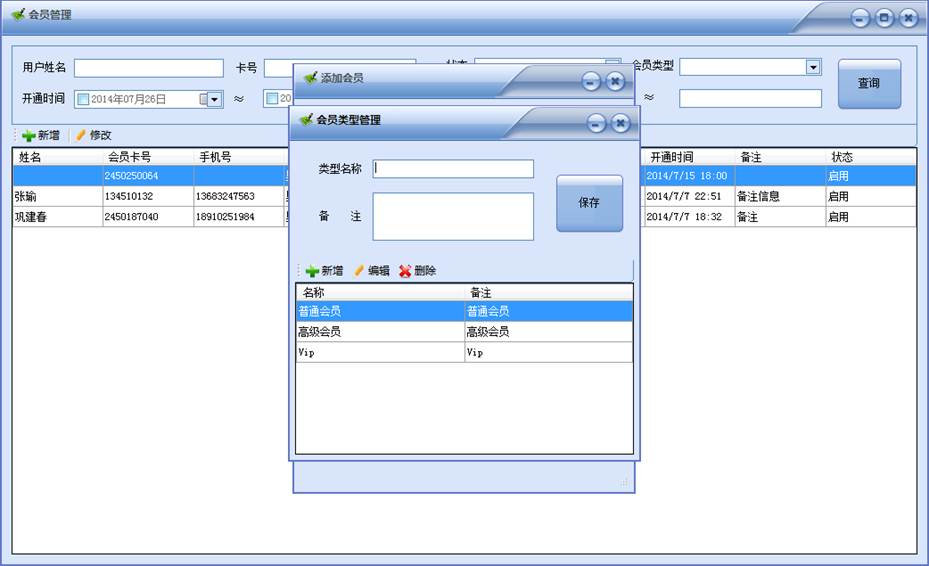 会员管理
用户姓名 卡号 会员类型 查询
添加会员
开通时间 2014年07月26日 ≈ 20 ≈
会员类型管理
新增 修改
姓名 会员卡号 手机号 开通时间 备注 状态
2450250064 2014/7/15 18:00 启用
张瑜 134510132 13683247563 2014/7/7 22:51 备注信息 启用
巩建春 2450187040 18910251984 2014/7/7 18:32 备注 启用
类型名称
备 注
保存
新增 编辑 删除
名称 备注
普通会员 普通会员
高级会员 高级会员
Vip Vip